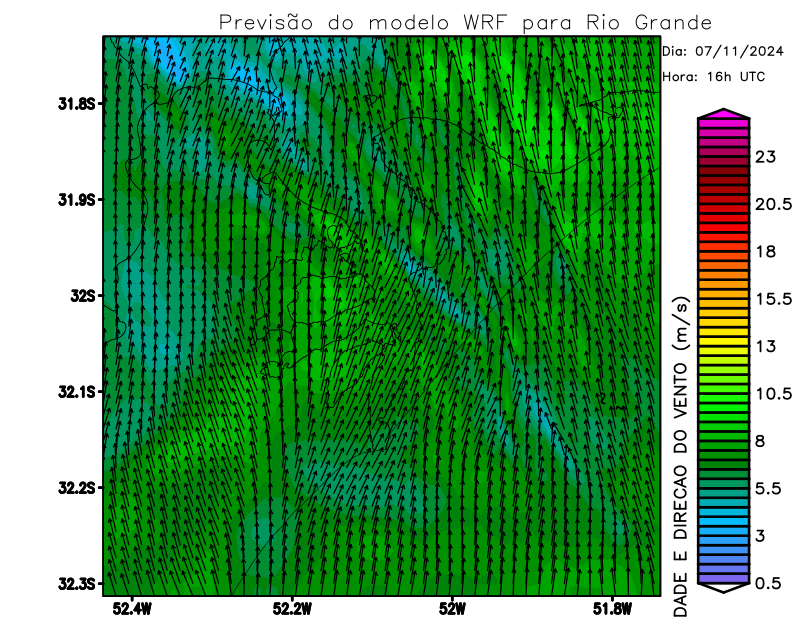 Previsão do modelo WRF para Rio Grande
Dia: 07/11/2024
Hora: 16h UTC
31.8S
31.9S
32S
32.1S
32.2S
32.3S
52.4W
52.2W
52W
51.8W
23
20.5
18
15.5
13
10.5
8
5.5
3
0.5
DADE E DIRECAO DO VENTO (m/s)